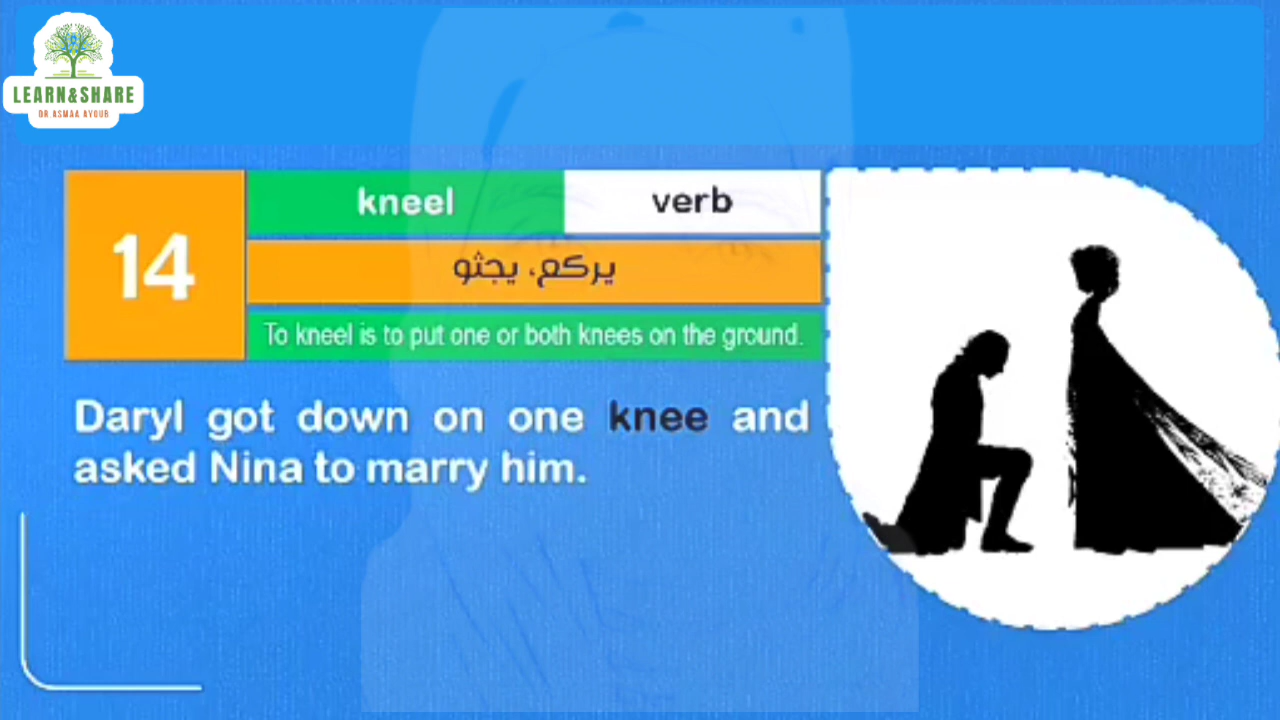 LEARN&SHARE
DR ASMAA AYOUB
14
kneel
verb
يركع، يجثو
To kneel is to put one or both knees on the ground.
Daryl got down on one knee and
asked Nina to marry him.